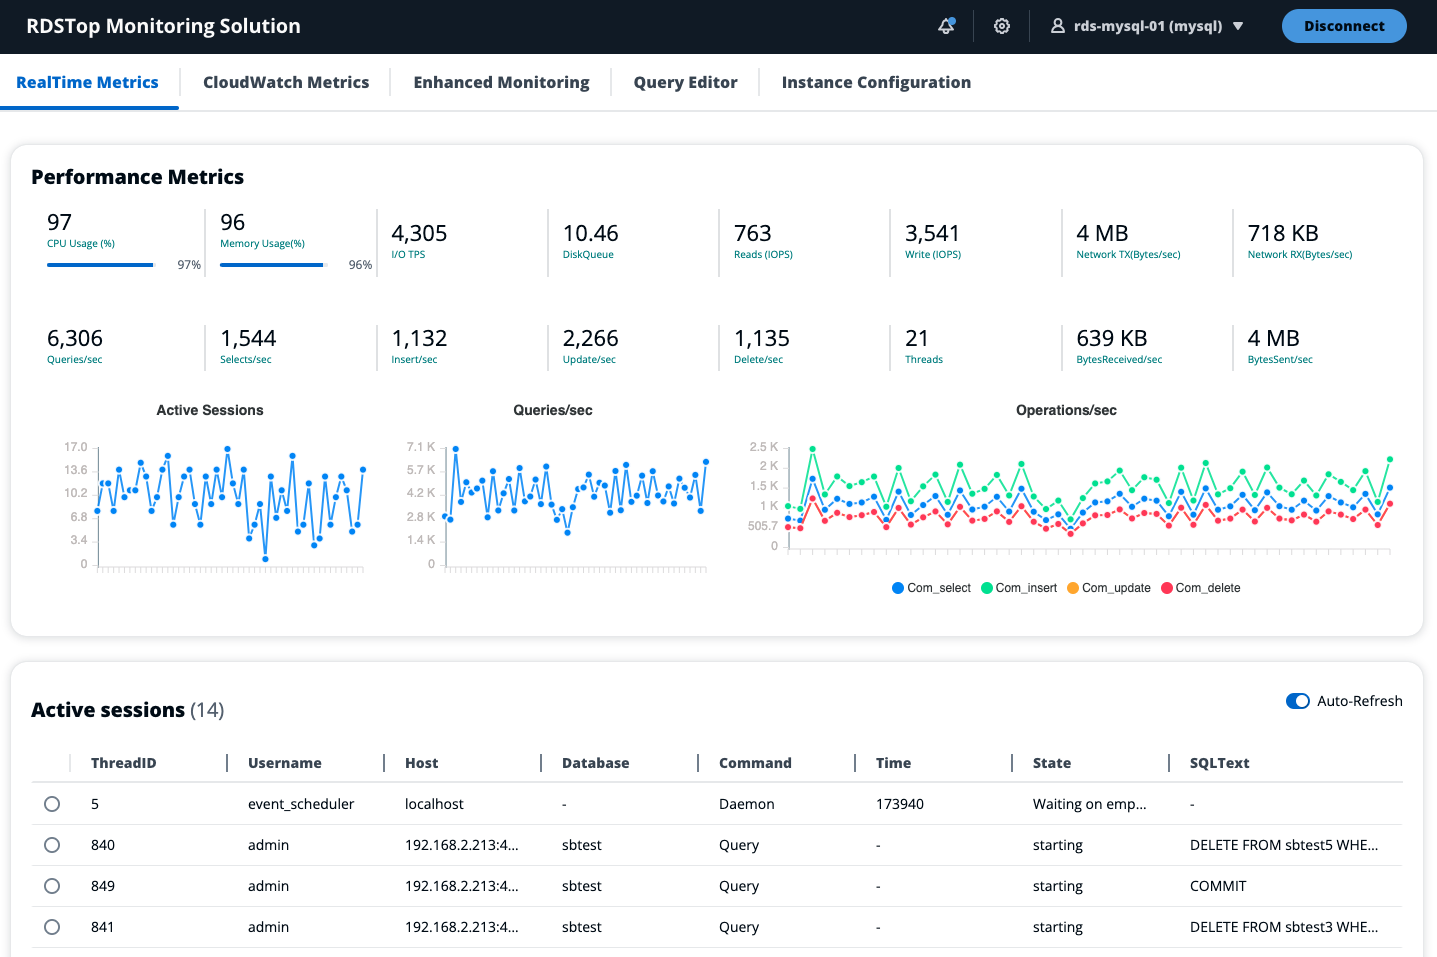 RDSTop Monitoring Solution
rds-mysql-01 (mysql)
Disconnect
RealTime Metrics
CloudWatch Metrics
Enhanced Monitoring
Query Editor
Instance Configuration
Performance Metrics
97
CPU Usage (%)
97%
96
Memory Usage(%)
96%
4,305
I/O TPS
10.46
DiskQueue
763
Reads (IOPS)
3,541
Write (IOPS)
4 MB
Network TX(Bytes/sec)
718 KB
Network RX(Bytes/sec)
6,306
Queries/sec
1,544
Selects/sec
1,132
Insert/sec
2,266
Update/sec
1,135
Delete/sec
21
Threads
639 KB
BytesReceived/sec
4 MB
BytesSent/sec
Active Sessions
17.0
13.6
10.2
6.8
3.4
0
Queries/sec
7.1 K
5.7 K
4.2 K
2.8 K
1.4 K
0
Operations/sec
2.5 K
2 K
1.5 K
1 K
505.7
0
Com_select Com_insert Com_update Com_delete
Active sessions (14)
Auto-Refresh
ThreadID Username Host Database Command Time State SQLText
5 event_scheduler localhost - Daemon 173940 Waiting on emp... -
840 admin 192.168.2.213:4... sbtest Query - starting DELETE FROM sbtest5 WHE...
849 admin 192.168.2.213:4... sbtest Query - starting COMMIT
841 admin 192.168.2.213:4... sbtest Query - starting DELETE FROM sbtest3 WHE...